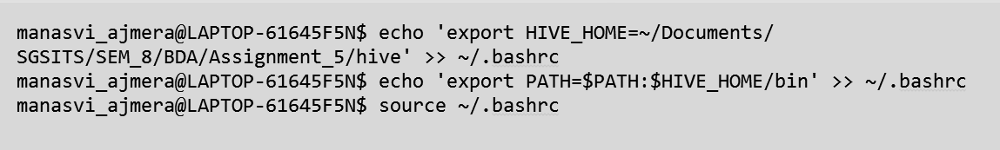 manasvi_ajmera@LAPTOP-61645F5N$ echo 'export HIVE_HOME=~/Documents/
SGSITS/SEM_8/BDA/Assignment_5/hive' >> ~/.bashrc
manasvi_ajmera@LAPTOP-61645F5N$ echo 'export PATH=$PATH:$HIVE_HOME/bin' >> ~/.bashrc
manasvi_ajmera@LAPTOP-61645F5N$ source ~/.bashrc